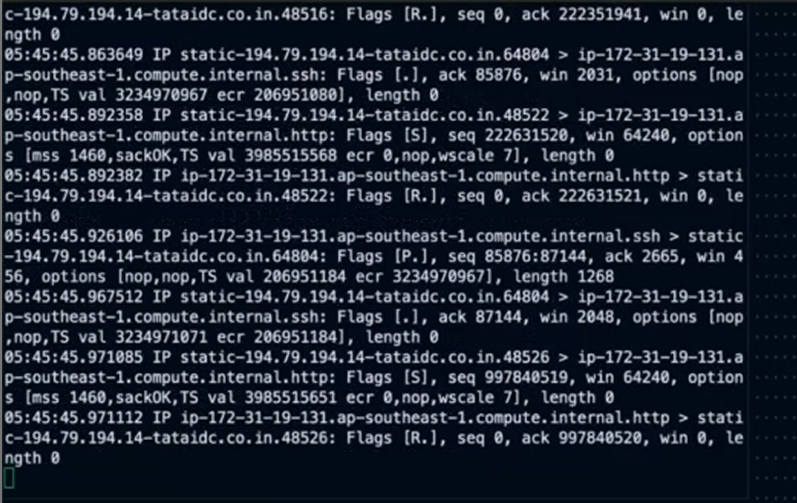 c-194.79.194.14-tataidc.co.in.48516: Flags [R.], seq 0, ack 222351941, win 0, le
ngth 0
05:45:45.863649 IP static-194.79.194.14-tataidc.co.in.64804 > ip-172-31-19-131.a
p-southeast-1.compute.internal.ssh: Flags [.], ack 85876, win 2031, options [nop
,nop,TS val 3234970967 ecr 206951080], length 0
05:45:45.892358 IP static-194.79.194.14-tataidc.co.in.48522 > ip-172-31-19-131.a
p-southeast-1.compute.internal.http: Flags [S], seq 222631520, win 64240, option
s [mss 1460,sackOK,TS val 3985515568 ecr 0,nop,wscale 7], length 0
05:45:45.892382 IP ip-172-31-19-131.ap-southeast-1.compute.internal.http > stati
c-194.79.194.14-tataidc.co.in.48522: Flags [R.], seq 0, ack 222631521, win 0, le
ngth 0
05:45:45.926106 IP ip-172-31-19-131.ap-southeast-1.compute.internal.ssh > static
-194.79.194.14-tataidc.co.in.64804: Flags [P.], seq 85876:87144, ack 2665, win 4
56, options [nop,nop,TS val 206951184 ecr 3234970967], length 1268
05:45:45.967512 IP static-194.79.194.14-tataidc.co.in.64804 > ip-172-31-19-131.a
p-southeast-1.compute.internal.ssh: Flags [.], ack 87144, win 2048, options [nop
,nop,TS val 3234971071 ecr 206951184], length 0
05:45:45.971085 IP static-194.79.194.14-tataidc.co.in.48526 > ip-172-31-19-131.a
p-southeast-1.compute.internal.http: Flags [S], seq 997840519, win 64240, option
s [mss 1460,sackOK,TS val 3985515651 ecr 0,nop,wscale 7], length 0
05:45:45.971112 IP ip-172-31-19-131.ap-southeast-1.compute.internal.http > stati
c-194.79.194.14-tataidc.co.in.48526: Flags [R.], seq 0, ack 997840520, win 0, le
ngth 0